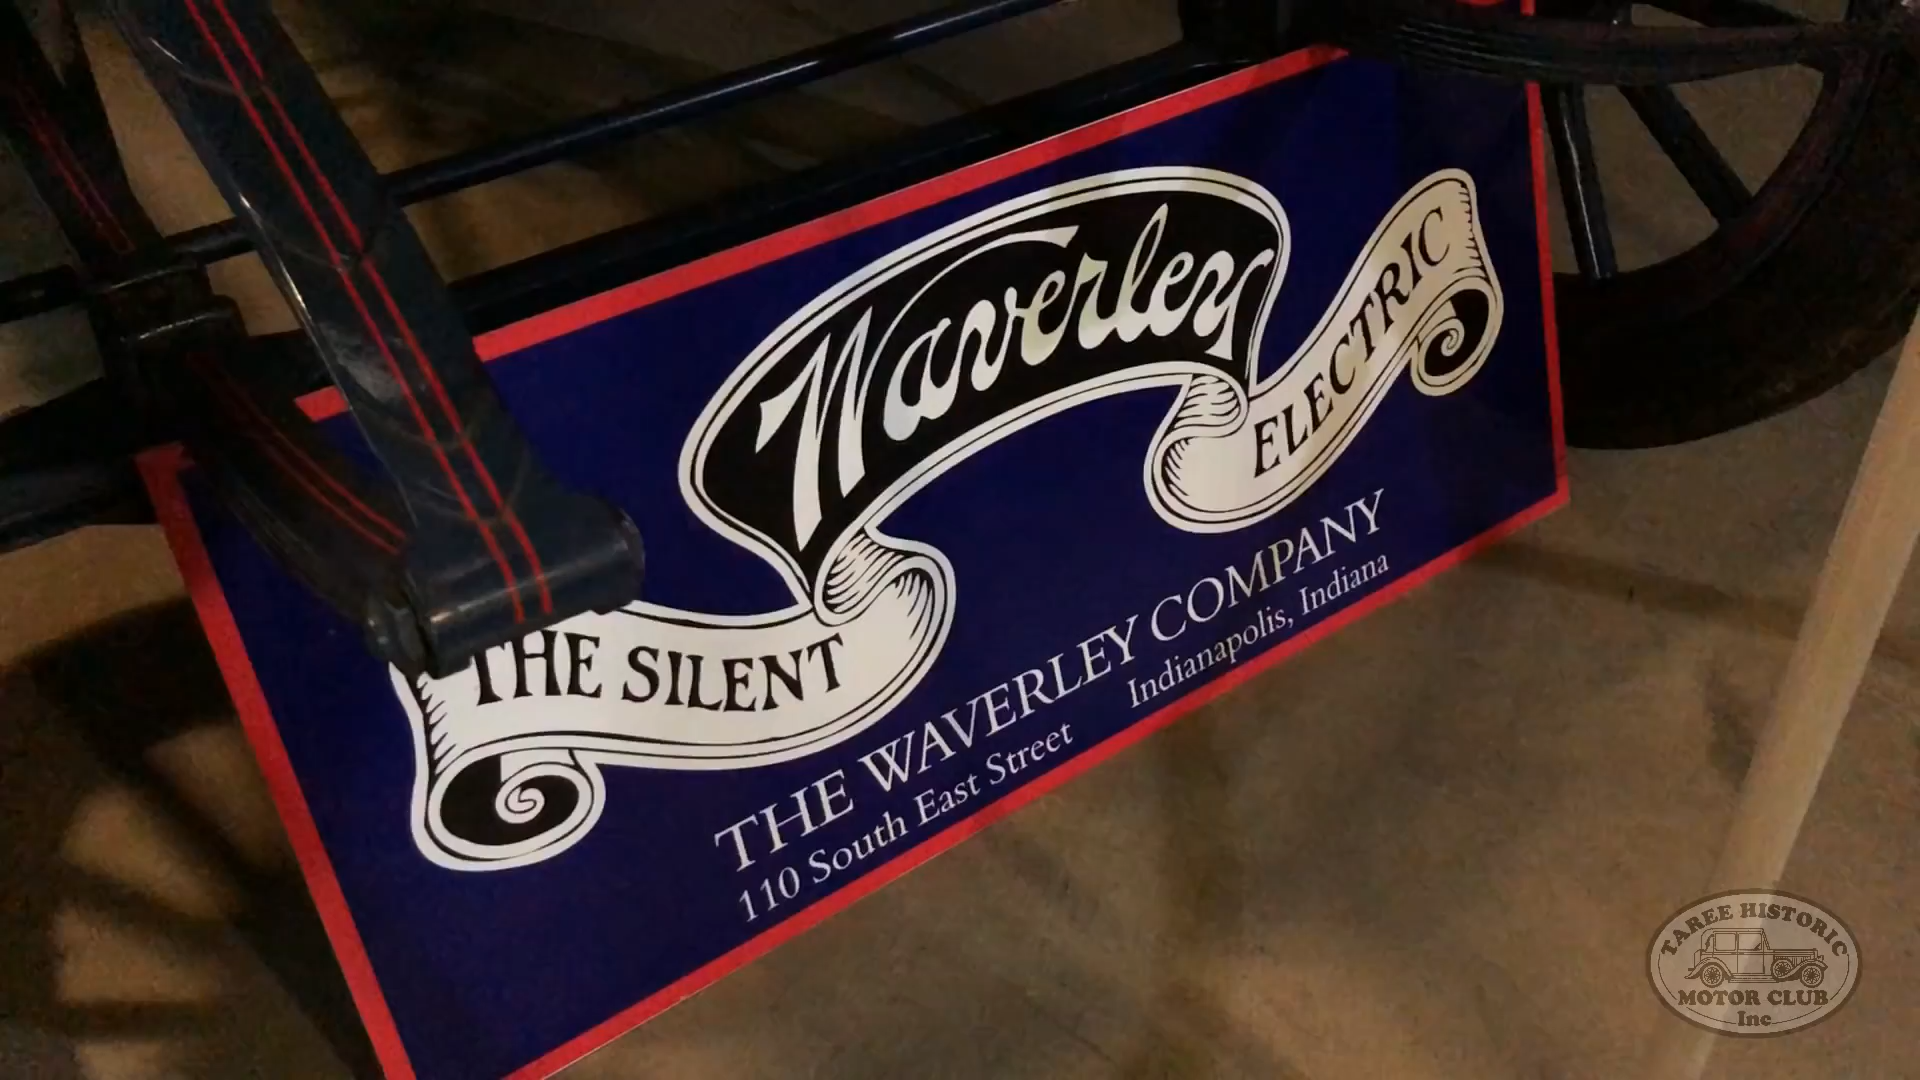 THE SILENT
Waverley
ELECTRIC
THE WAVERLEY COMPANY
110 South East Street Indianapolis, Indiana
TAREE HISTORIC
MOTOR CLUB
Inc